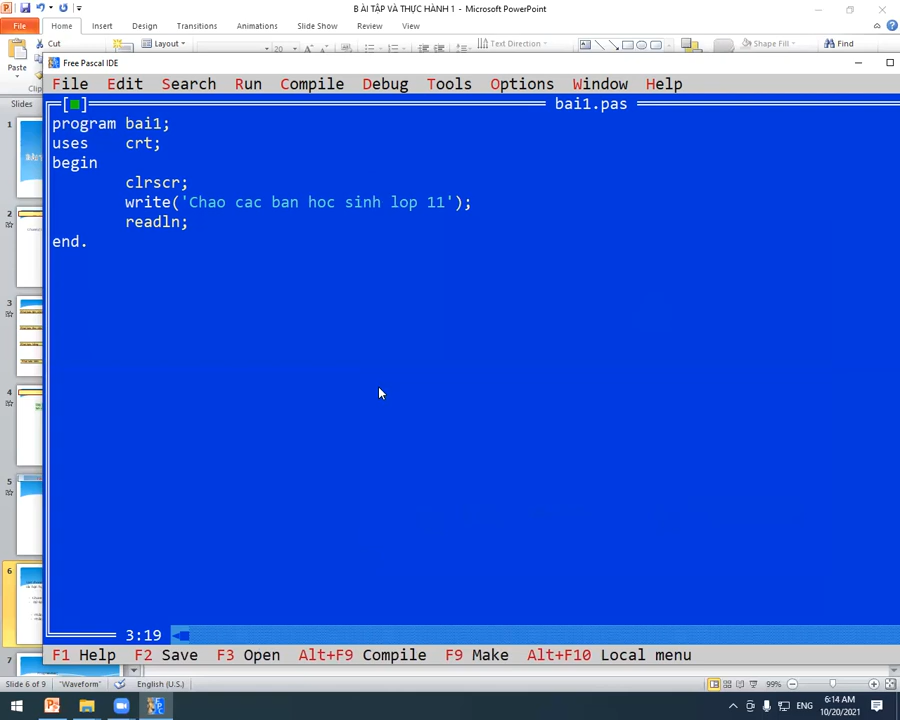 B ÀI TẬP VÀ THỰC HÀNH 1 - Microsoft PowerPoint
File Home Insert Design Transitions Animations Slide Show Review View
Paste Cut Layout 20 Text Direction Shape Fill Find
Free Pascal IDE
File Edit Search Run Compile Debug Tools Options Window Help
Slides
bai1.pas
program bai1;
uses crt;
begin
clrscr;
write('Chao cac ban hoc sinh lop 11');
readln;
end.
1
2
3
4
5
6
7
3:19
F1 Help F2 Save F3 Open Alt+F9 Compile F9 Make Alt+F10 Local menu
Slide 6 of 9 "Waveform" English (U.S.) 99%
ENG 6:14 AM
10/20/2021